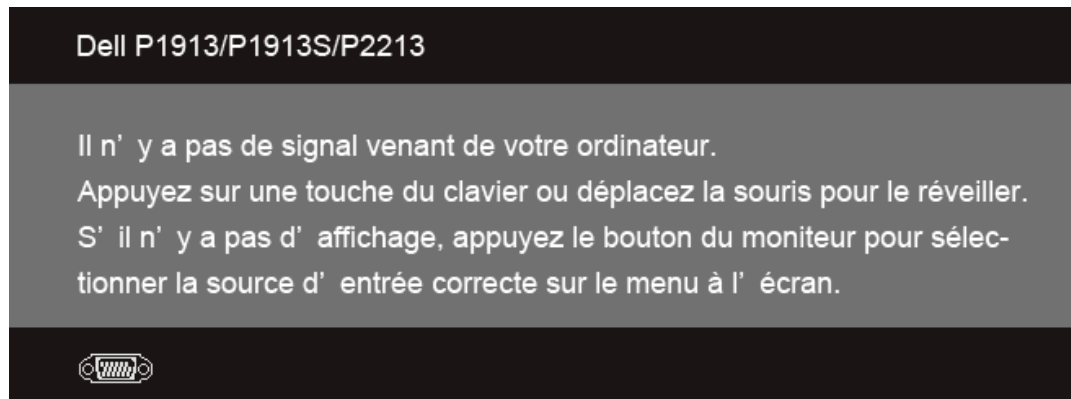 Dell P1913/P1913S/P2213
Il n' y a pas de signal venant de votre ordinateur.
Appuyez sur une touche du clavier ou déplacez la souris pour le réveiller.
S' il n' y a pas d' affichage, appuyez le bouton du moniteur pour sélec-
tionner la source d' entrée correcte sur le menu à l' écran.